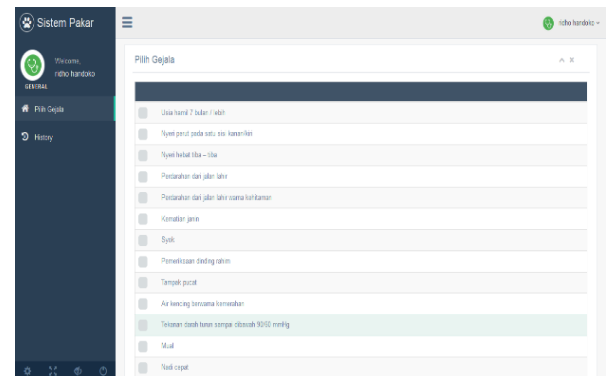 Sistem Pakar
ridho handoko
Welcome,
ridho handoko
GENERAL
Pilih Gejala
History
Pilih Gejala
Usia hamil 7 bulan / lebih
Nyeri perut pada satu sisi kanan/kiri
Nyeri hebat tiba – tiba
Perdarahan dari jalan lahir
Perdarahan dari jalan lahir warna kehitaman
Kematian janin
Syok
Pemeriksaan dinding rahim
Tampak pucat
Air kencing berwarna kemerahan
Tekanan darah turun sampai dibawah 90/60 mmHg
Mual
Nadi cepat